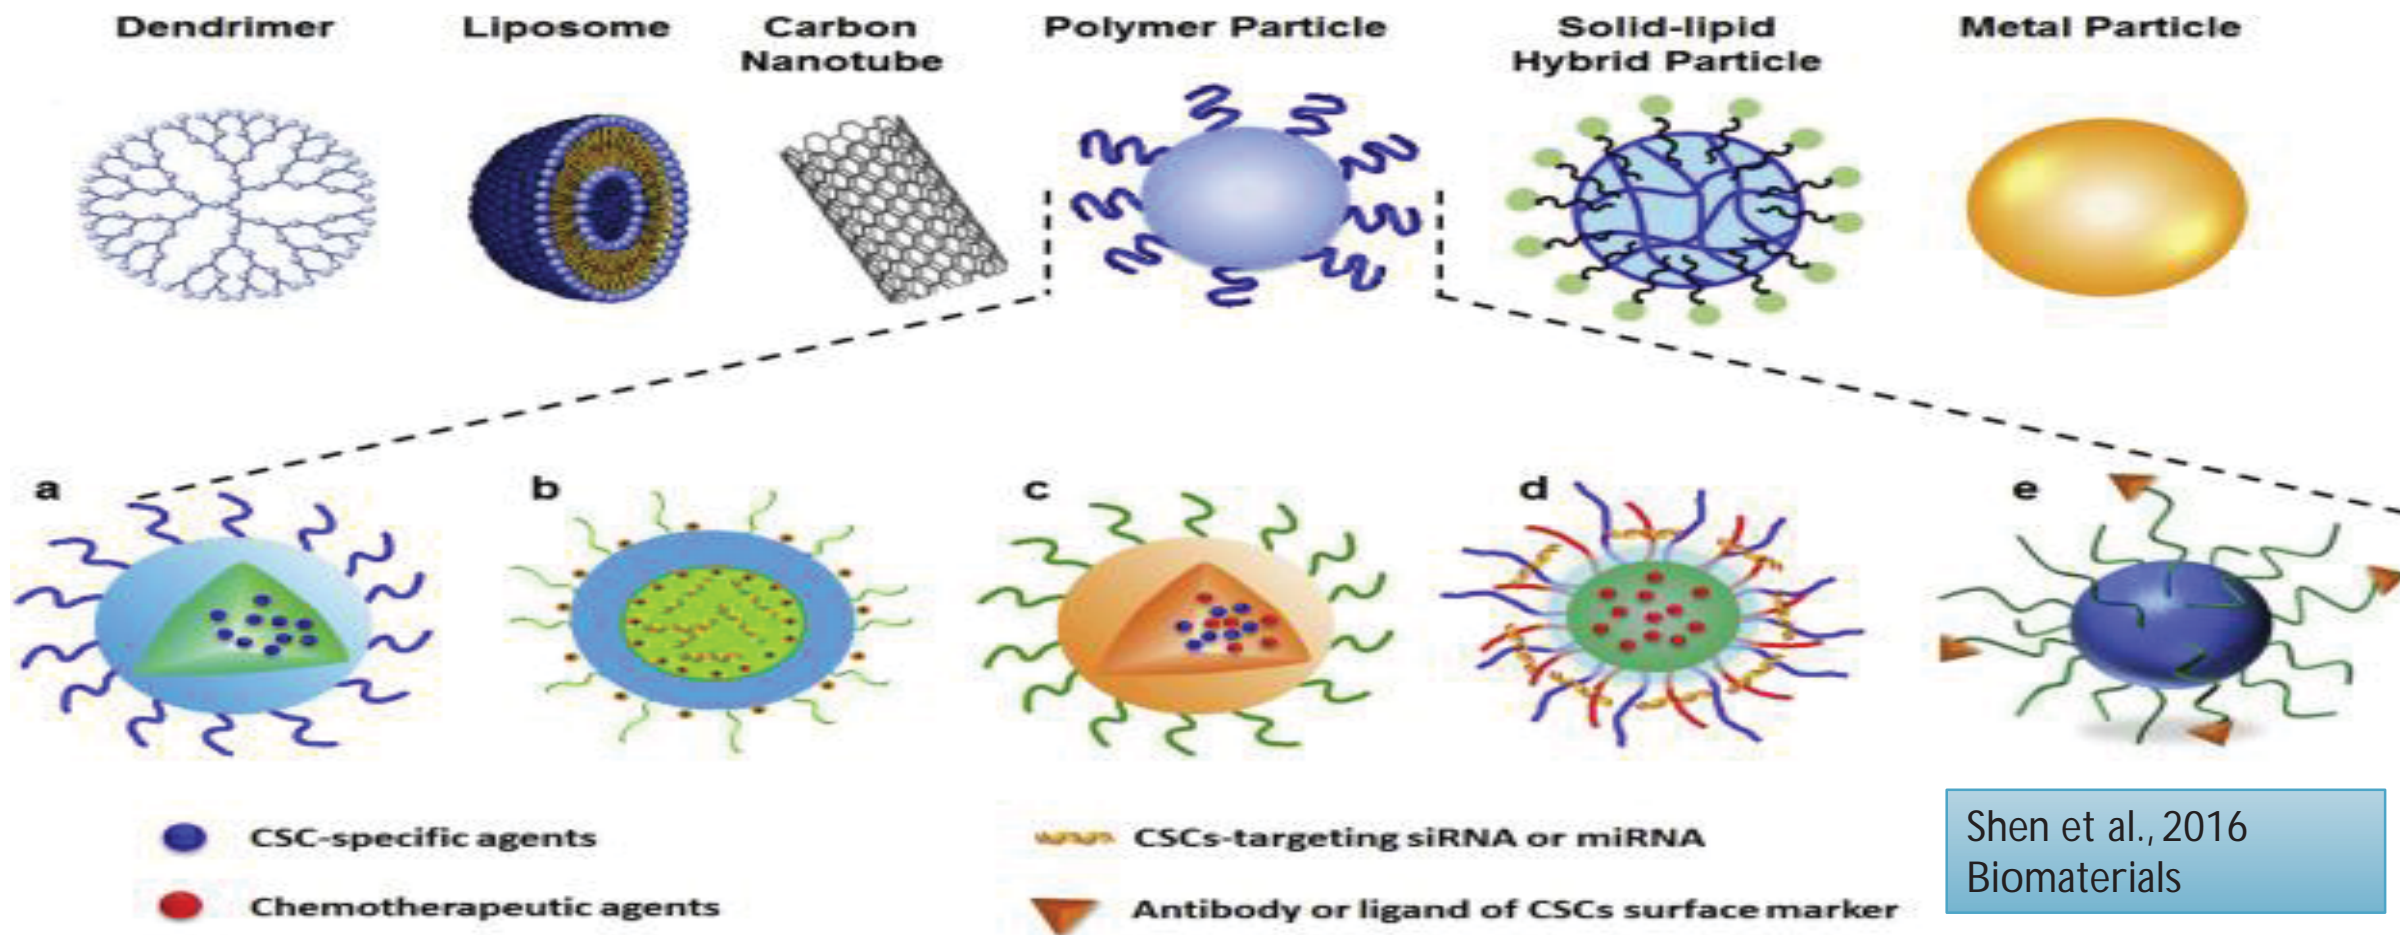 Dendrimer
Liposome
Carbon
Nanotube
Polymer Particle
Solid-lipid
Hybrid Particle
Metal Particle
a
b
c
d
e
CSC-specific agents
CSCs-targeting siRNA or miRNA
Chemotherapeutic agents
Antibody or ligand of CSCs surface marker
Shen et al., 2016
Biomaterials